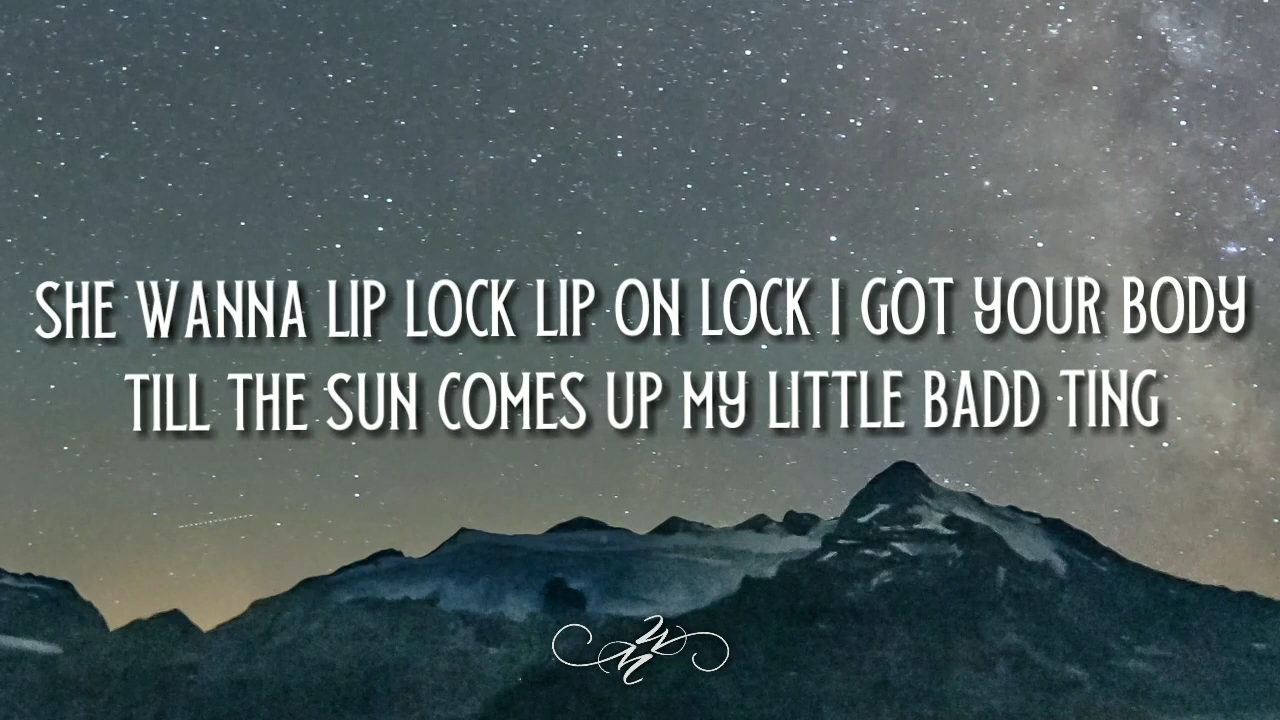 SHE WANNA LIP LOCK LIP ON LOCK I GOT YOUR BODY
TILL THE SUN COMES UP MY LITTLE BADD TING
WM